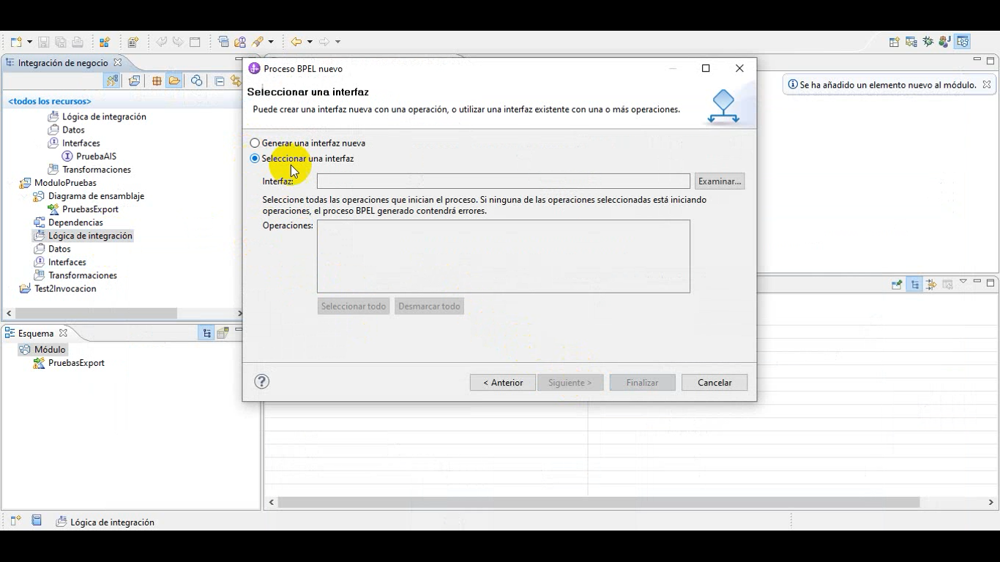 Integración de negocio
<todos los recursos>
Lógica de integración
Datos
Interfaces
PruebaAIS
Transformaciones
ModuloPruebas
Diagrama de ensamblaje
PruebasExport
Dependencias
Lógica de integración
Datos
Interfaces
Transformaciones
Test2Invocacion
Esquema
Módulo
PruebasExport
Proceso BPEL nuevo
Seleccionar una interfaz
Puede crear una interfaz nueva con una operación, o utilizar una interfaz existente con una o más operaciones.
Generar una interfaz nueva
Seleccionar una interfaz
Interfaz:
Examinar...
Seleccione todas las operaciones que inician el proceso. Si ninguna de las operaciones seleccionadas está iniciando
operaciones, el proceso BPEL generado contendrá errores.
Operaciones:
Seleccionar todo
Desmarcar todo
< Anterior
Siguiente >
Finalizar
Cancelar
Se ha añadido un elemento nuevo al módulo.
Lógica de integración